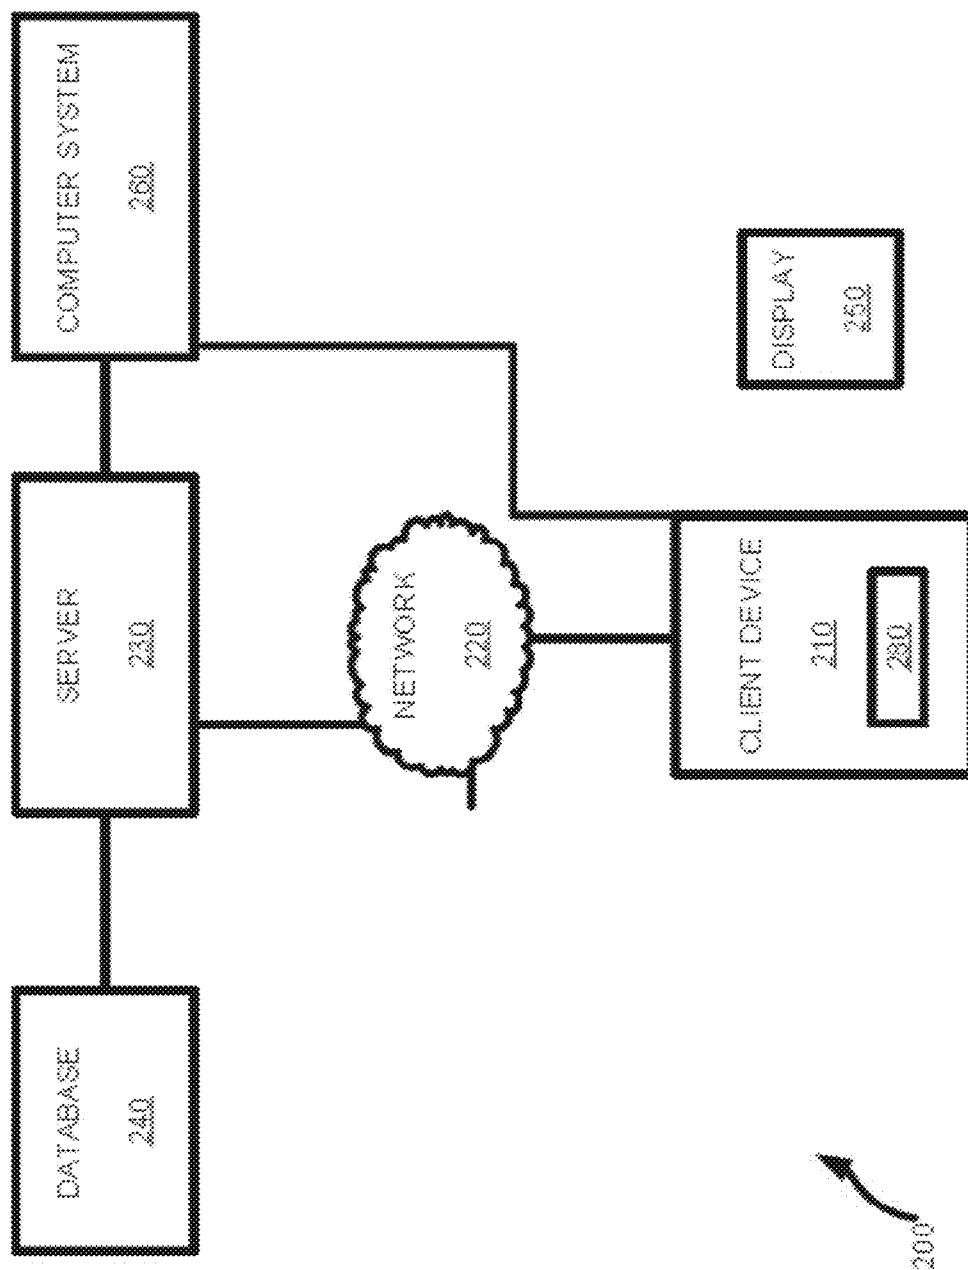 DATABASE
240
SERVER
230
COMPUTER SYSTEM
260
NETWORK
220
CLIENT DEVICE
210
280
DISPLAY
250
200